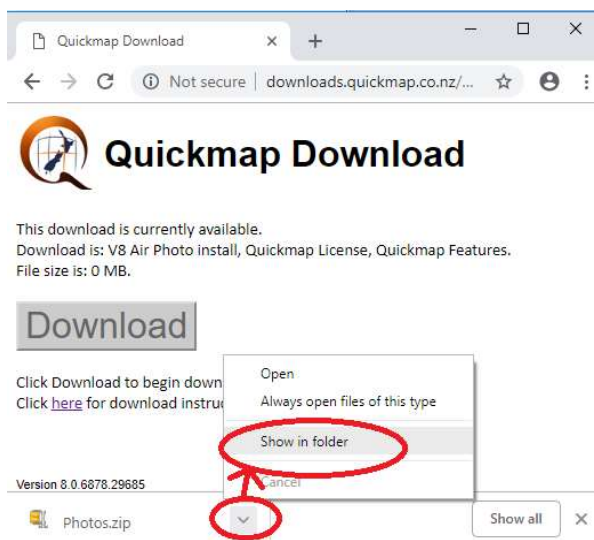 Quickmap Download
Not secure | downloads.quickmap.co.nz/...
Quickmap Download
This download is currently available.
Download is: V8 Air Photo install, Quickmap License, Quickmap Features.
File size is: 0 MB.
Download
Click Download to begin down
Click here for download instru
Open
Always open files of this type
Show in folder
Cancel
Version 8.0.6878.29685
Photos.zip
Show all